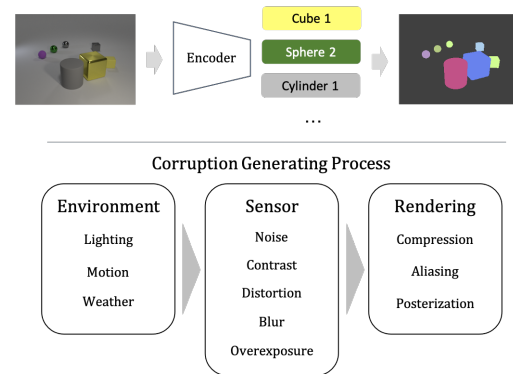 Cube 1
Encoder
Sphere 2
Cylinder 1
...
Corruption Generating Process
Environment
Lighting
Motion
Weather
Sensor
Noise
Contrast
Distortion
Blur
Overexposure
Rendering
Compression
Aliasing
Posterization